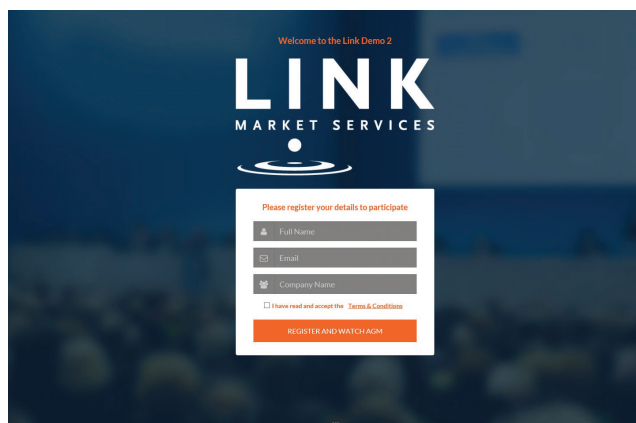 Welcome to the Link Demo 2
LINK
MARKET SERVICES
Please register your details to participate
Full Name
Email
Company Name
I have read and accept the Terms & Conditions
REGISTER AND WATCH AGM